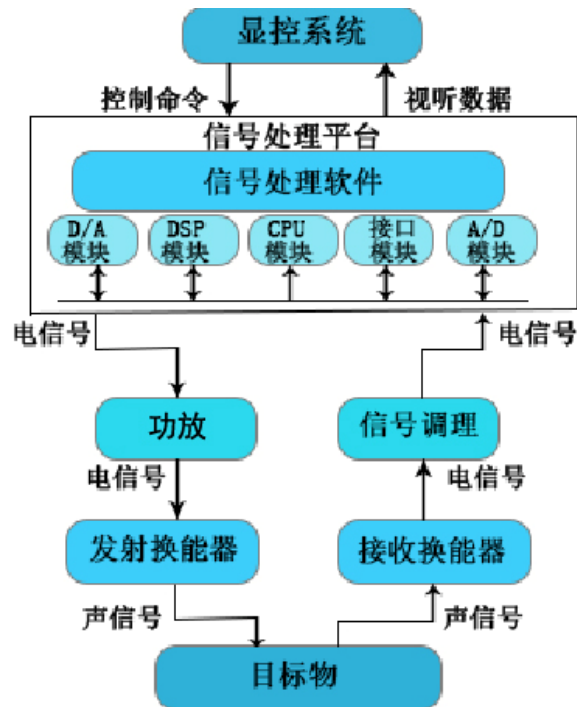 显控系统
控制命令 视听数据
信号处理平台
信号处理软件
D/A DSP CPU 接口 A/D
模块 模块 模块 模块 模块
电信号 电信号
功放 信号调理
电信号 电信号
发射换能器 接收换能器
声信号 声信号
目标物